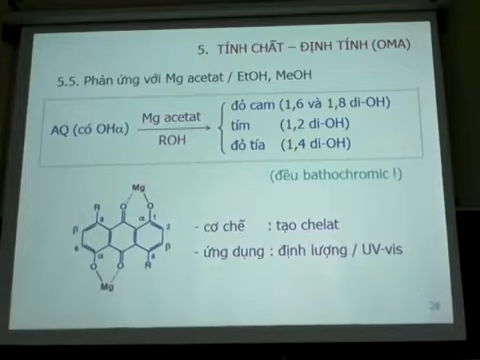 5. TÍNH CHẤT – ĐỊNH TÍNH (OMA)
5.5. Phản ứng với Mg acetat / EtOH, MeOH
AQ (có OHα)
Mg acetat
ROH
đỏ cam (1,6 và 1,8 di-OH)
tím (1,2 di-OH)
đỏ tía (1,4 di-OH)
(đều bathochromic !)
Mg
R O O
α 1
β 2
β
α 4
O O R
Mg
- cơ chế : tạo chelat
- ứng dụng : định lượng / UV-vis